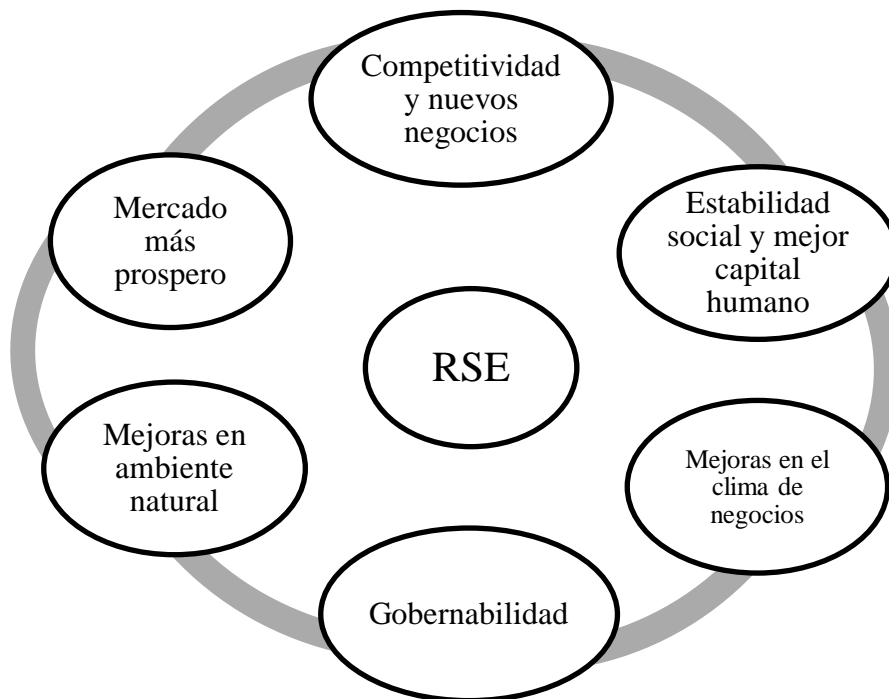 Competitividad
y nuevos
negocios
Mercado
más
prospero
Estabilidad
social y mejor
capital
humano
RSE
Mejoras en
ambiente
natural
Mejoras en el
clima de
negocios
Gobernabilidad